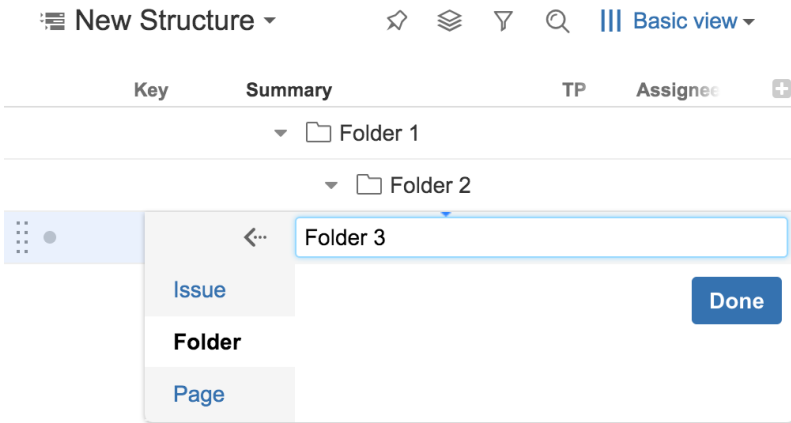 New Structure
Basic view
Key Summary TP Assignee
Folder 1
Folder 2
Folder 3
Issue
Done
Folder
Page